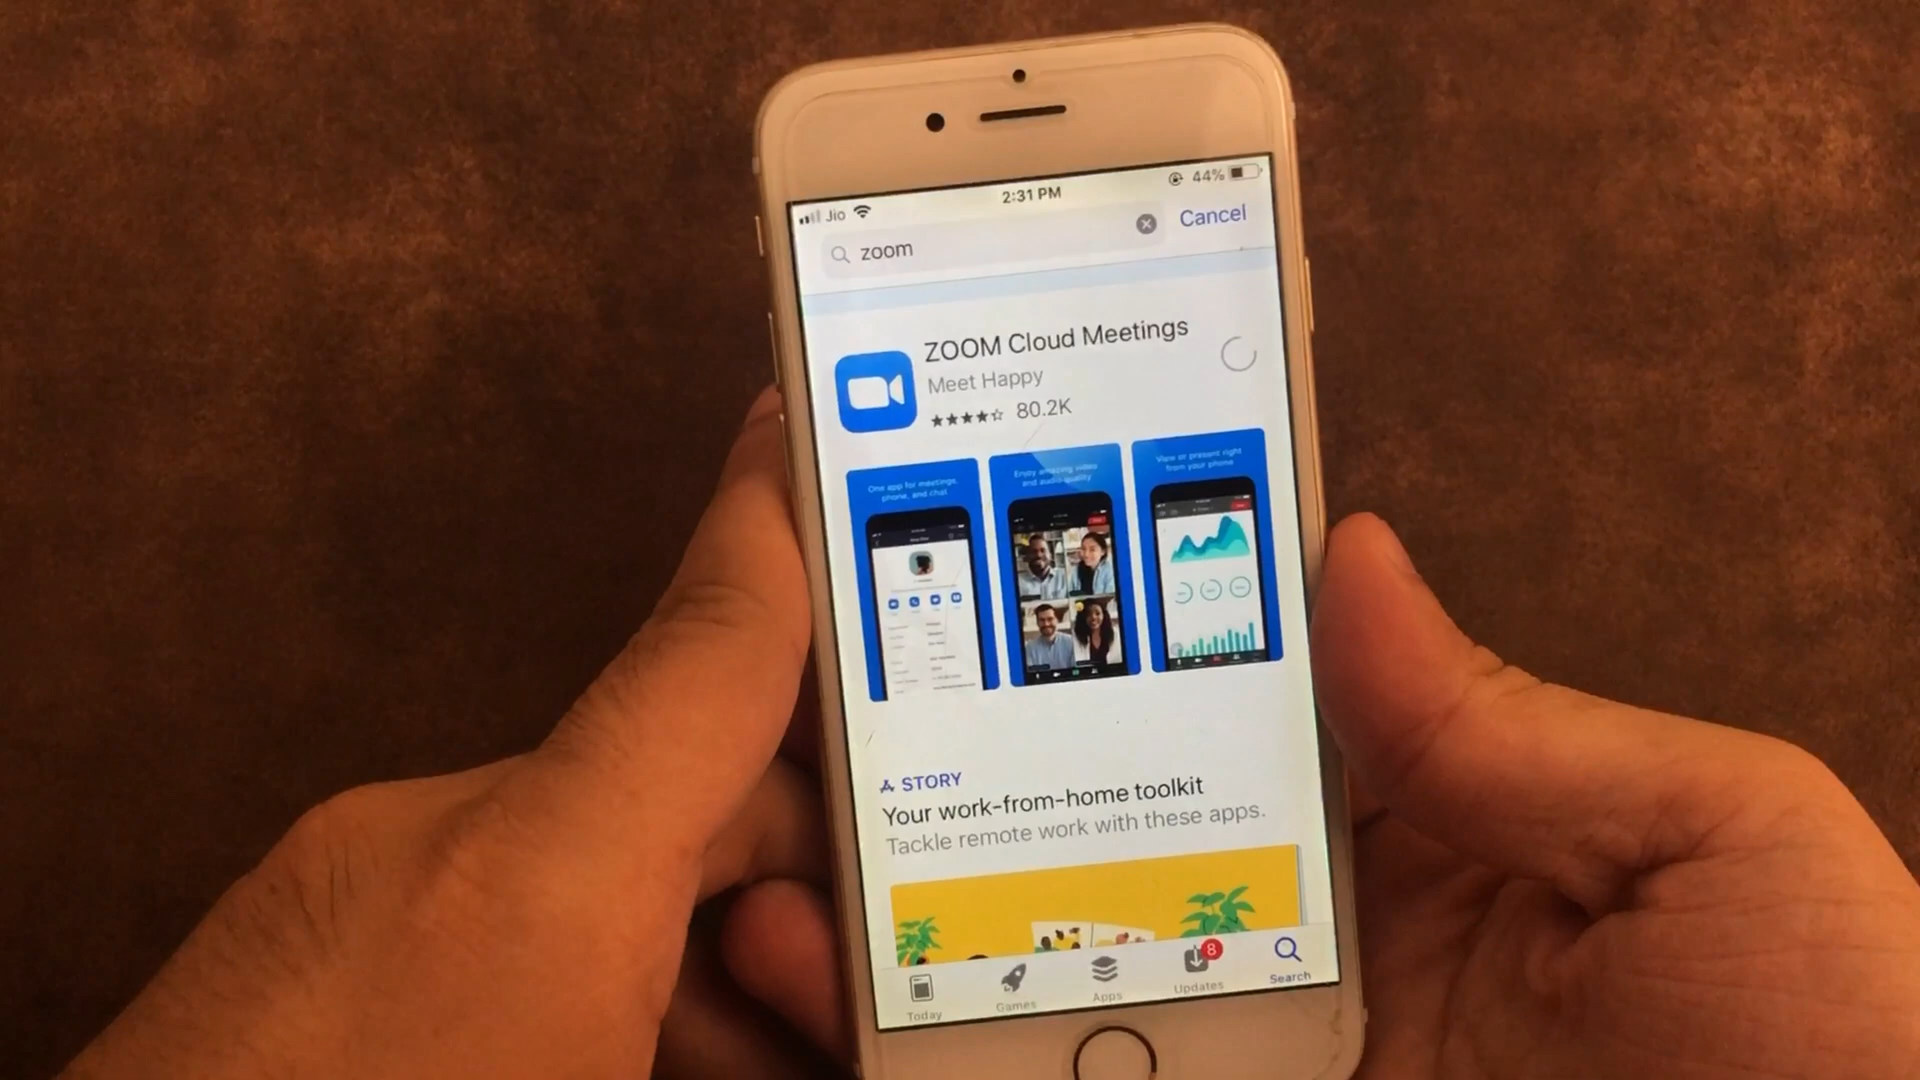 Jio
2:31 PM
44%
zoom
Cancel
ZOOM Cloud Meetings
Meet Happy
80.2K
One app for meetings,
phone, and chat
Enjoy amazing video
and audio quality
View or present right
from your phone
STORY
Your work-from-home toolkit
Tackle remote work with these apps.
8
Today
Games
Apps
Updates
Search